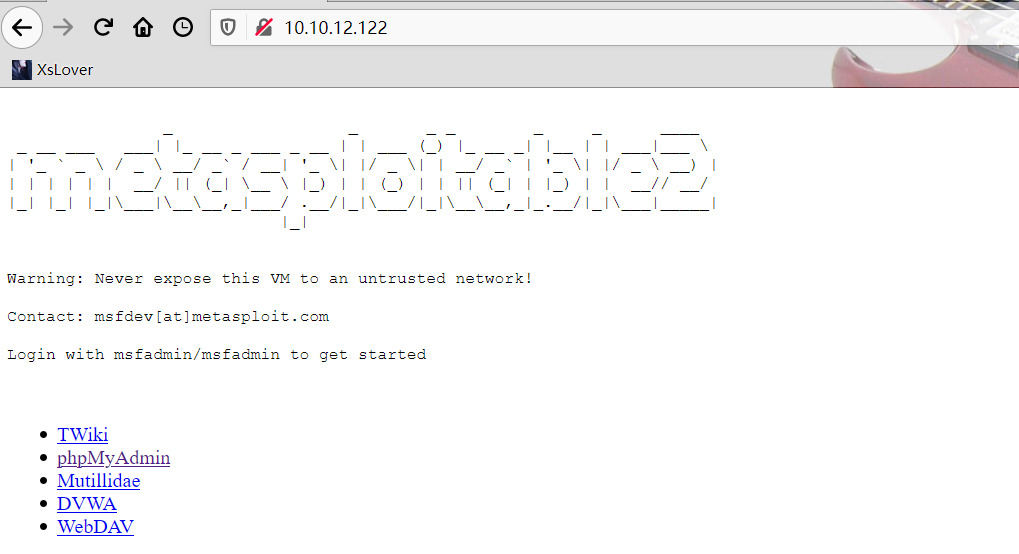 10.10.12.122
XsLover
metasploitable2
Warning: Never expose this VM to an untrusted network!
Contact: msfdev[at]metasploit.com
Login with msfadmin/msfadmin to get started
TWiki
phpMyAdmin
Mutillidae
DVWA
WebDAV